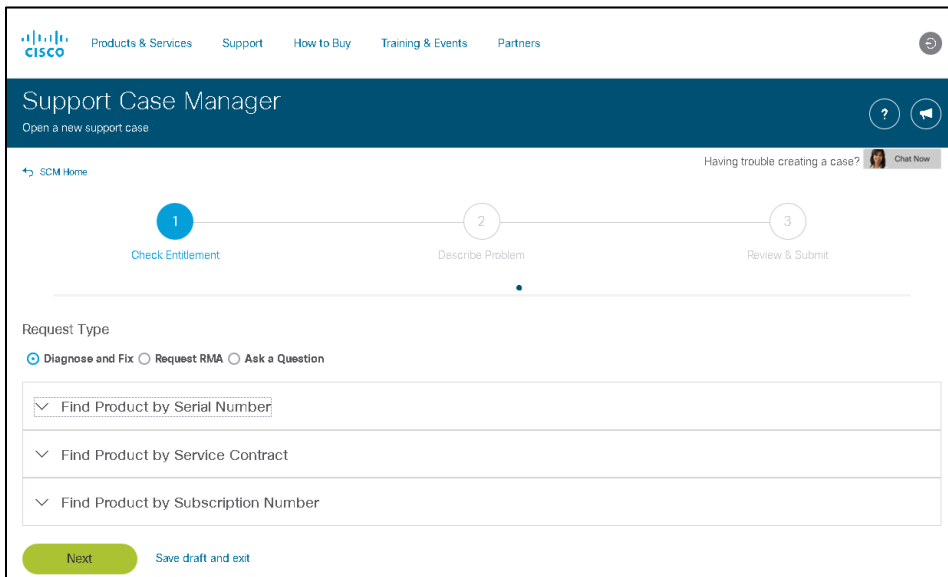 CISCO
Products & Services Support How to Buy Training & Events Partners
Support Case Manager
Open a new support case
?
SCM Home
Having trouble creating a case? Chat Now
1 2 3
Check Entitlement Describe Problem Review & Submit
Request Type
Diagnose and Fix Request RMA Ask a Question
Find Product by Serial Number
Find Product by Service Contract
Find Product by Subscription Number
Next Save draft and exit